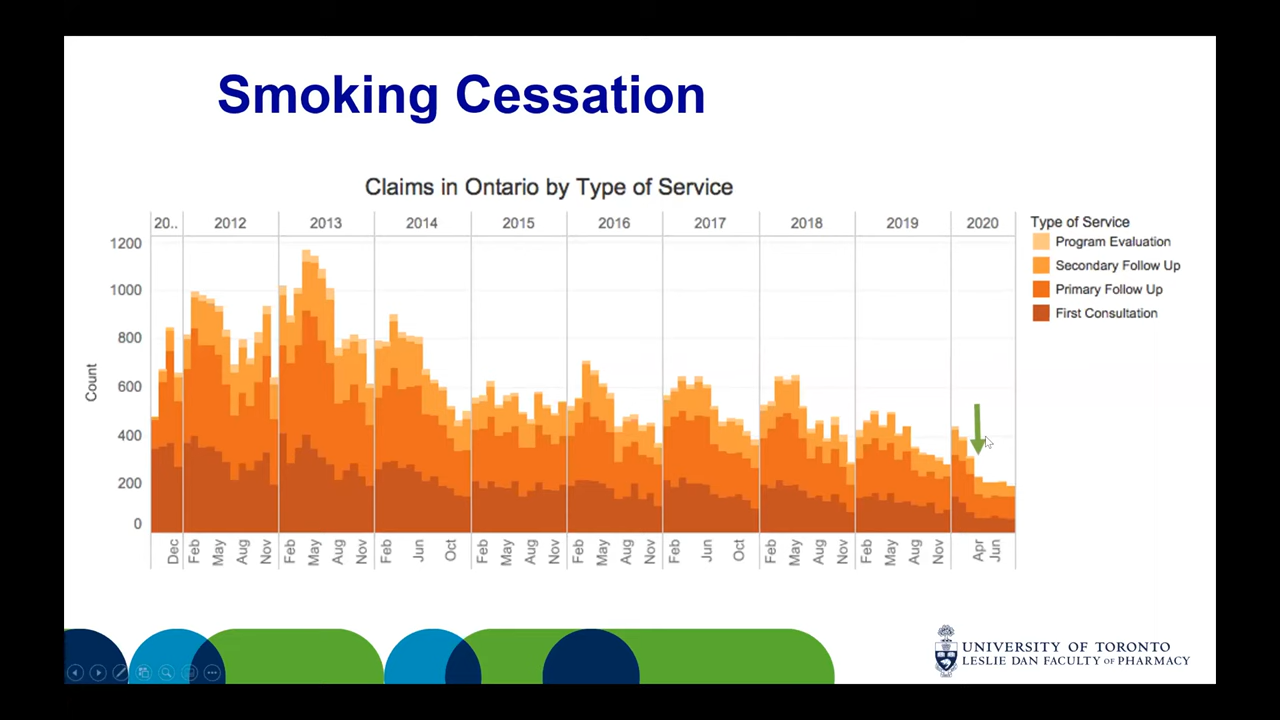 Smoking Cessation
Claims in Ontario by Type of Service
20.. 2012 2013 2014 2015 2016 2017 2018 2019 2020
Type of Service
Program Evaluation
Secondary Follow Up
Primary Follow Up
First Consultation
1200
1000
800
600
400
200
0
Count
Dec Feb May Aug Nov Feb May Aug Nov Feb Jun Oct Feb May Aug Nov Feb May Aug Nov Feb Jun Oct Feb May Aug Nov Feb May Aug Nov Apr Jun
UNIVERSITY OF TORONTO
LESLIE DAN FACULTY OF PHARMACY